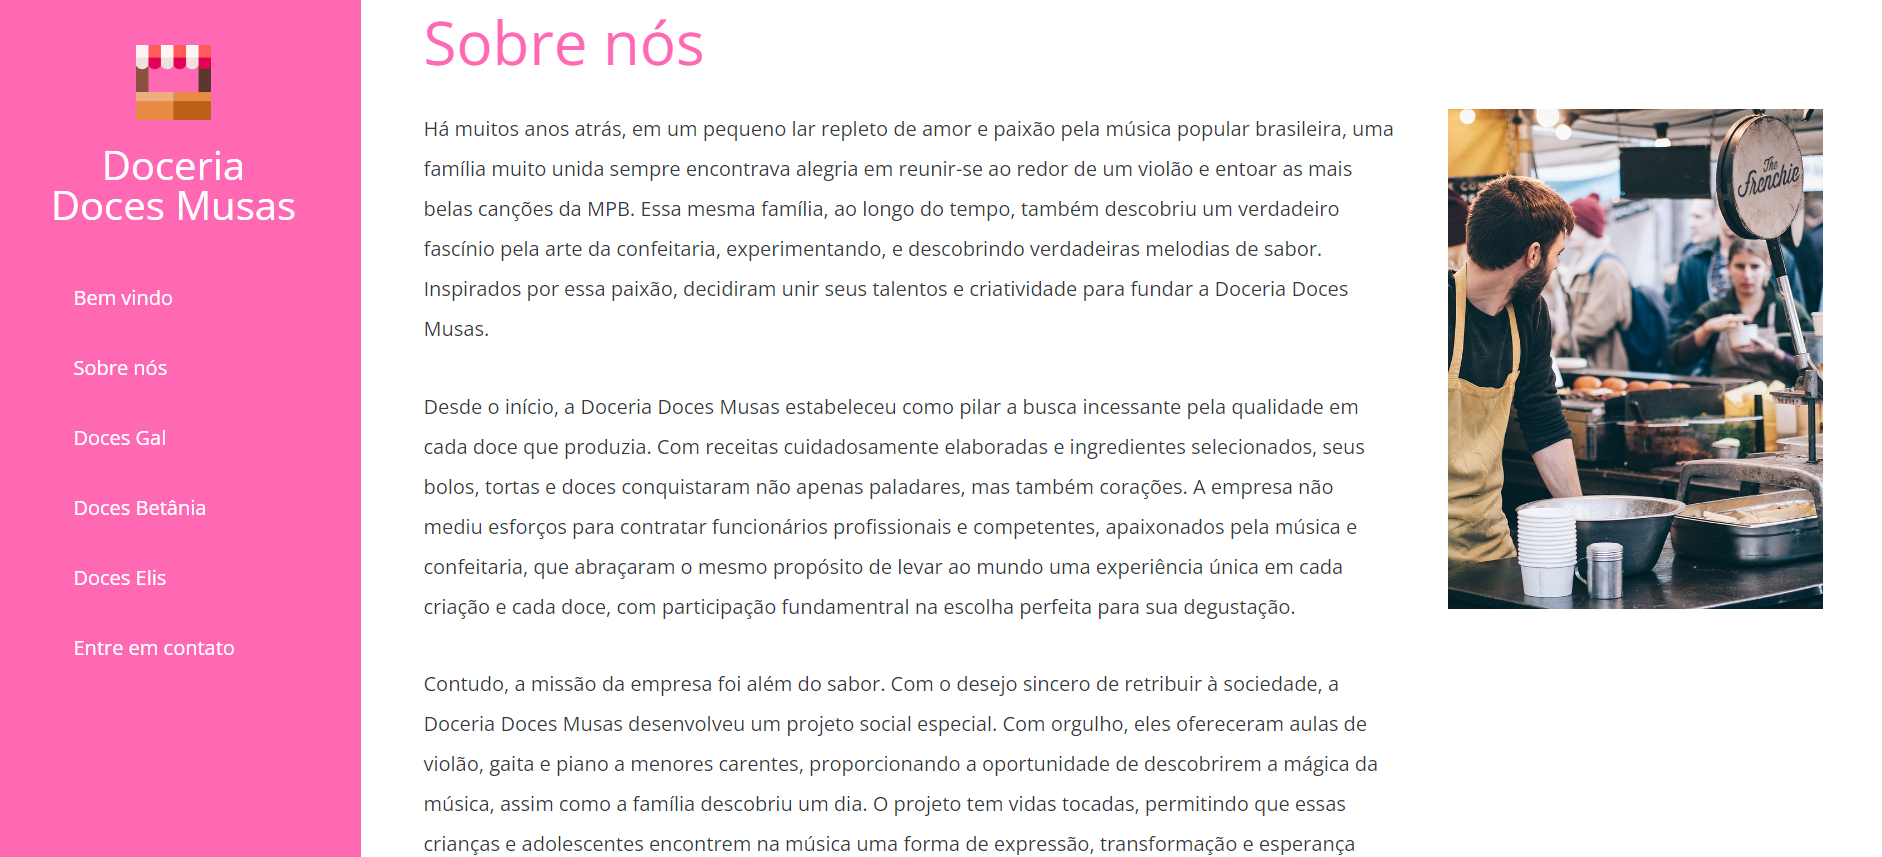 Doceria
Doces Musas
Bem vindo
Sobre nós
Doces Gal
Doces Betânia
Doces Elis
Entre em contato
Sobre nós
Há muitos anos atrás, em um pequeno lar repleto de amor e paixão pela música popular brasileira, uma
família muito unida sempre encontrava alegria em reunir-se ao redor de um violão e entoar as mais
belas canções da MPB. Essa mesma família, ao longo do tempo, também descobriu um verdadeiro
fascínio pela arte da confeitaria, experimentando, e descobrindo verdadeiras melodias de sabor.
Inspirados por essa paixão, decidiram unir seus talentos e criatividade para fundar a Doceria Doces
Musas.
Desde o início, a Doceria Doces Musas estabeleceu como pilar a busca incessante pela qualidade em
cada doce que produzia. Com receitas cuidadosamente elaboradas e ingredientes selecionados, seus
bolos, tortas e doces conquistaram não apenas paladares, mas também corações. A empresa não
mediu esforços para contratar funcionários profissionais e competentes, apaixonados pela música e
confeitaria, que abraçaram o mesmo propósito de levar ao mundo uma experiência única em cada
criação e cada doce, com participação fundamentral na escolha perfeita para sua degustação.
Contudo, a missão da empresa foi além do sabor. Com o desejo sincero de retribuir à sociedade, a
Doceria Doces Musas desenvolveu um projeto social especial. Com orgulho, eles ofereceram aulas de
violão, gaita e piano a menores carentes, proporcionando a oportunidade de descobrirem a mágica da
música, assim como a família descobriu um dia. O projeto tem vidas tocadas, permitindo que essas
crianças e adolescentes encontrem na música uma forma de expressão, transformação e esperança
The
Frenchie